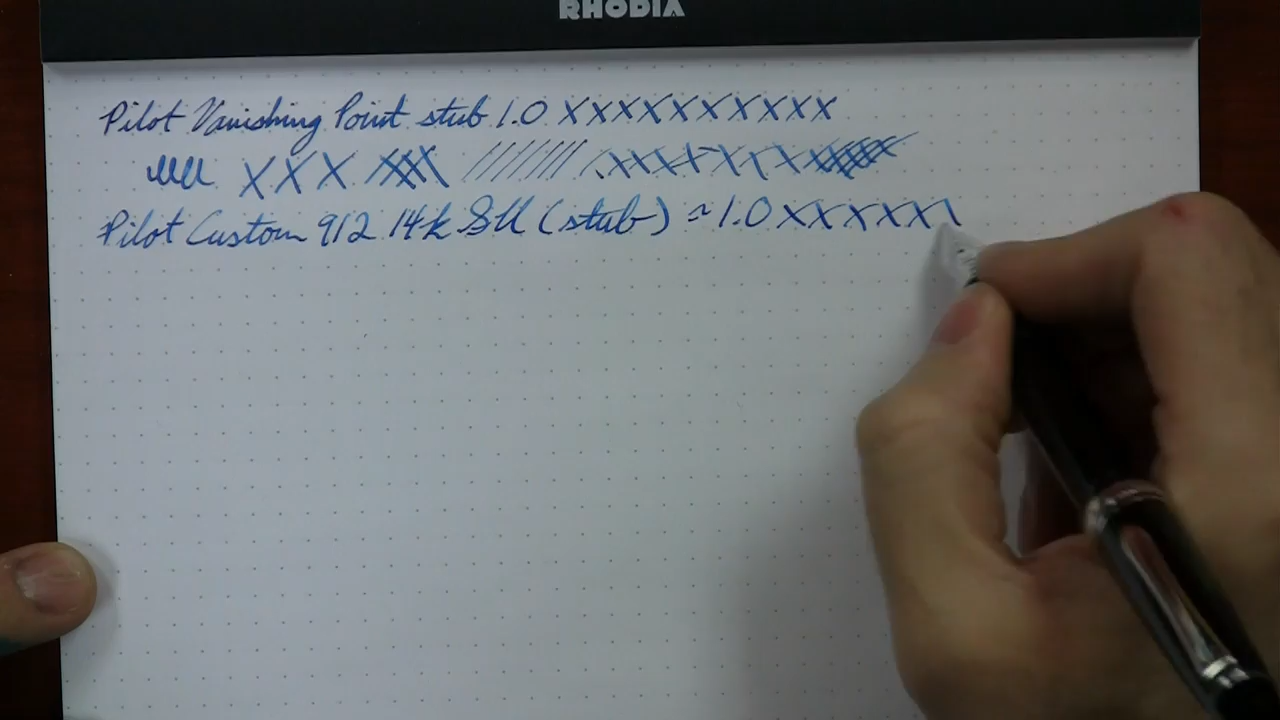 RHODIA
Pilot Vanishing Point stub 1.0 XXXXXXXXXX
uuu XXX XXX //////// XXXXXXXXXX
Pilot Custom 912 14k SU (stub) ~ 1.0 XXXXX\